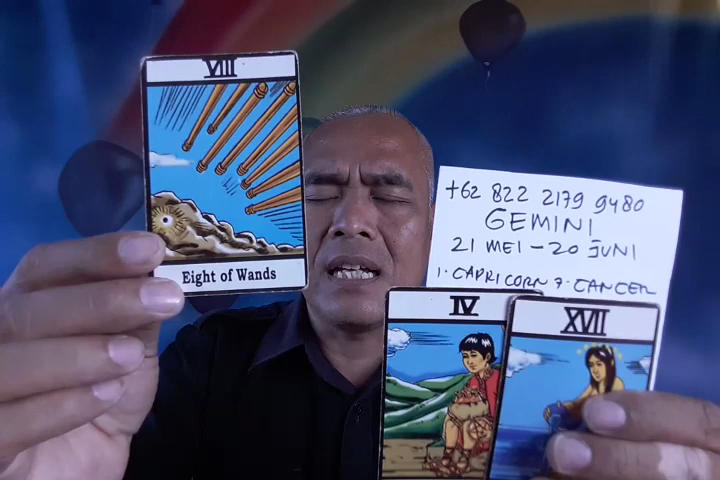 VIII
Eight of Wands
+62 822 2179 9480
GEMINI
21 MEI - 20 JUNI
1. CAPRICORN 7. CANCER
IV
XVII